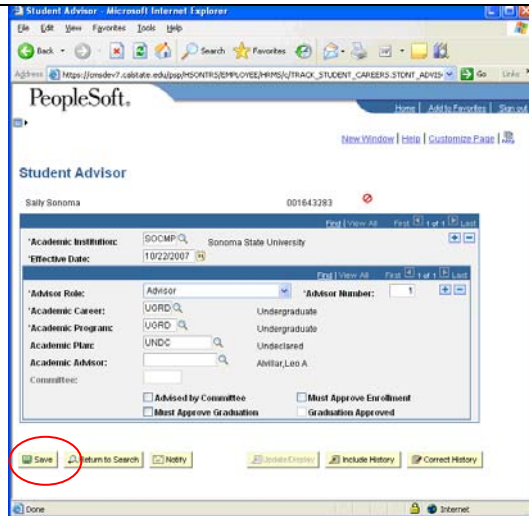 Student Advisor - Microsoft Internet Explorer
File Edit View Favorites Tools Help
Back Search Favorites
Address https://cmsdev7.calstate.edu/psp/HSONTRS/EMPLOYEE/HRMS/c/TRACK_STUDENT_CAREERS.STDNT_ADVIS Go Links
PeopleSoft.
Home Add to Favorites Sign out
New Window | Help | Customize Page |
Student Advisor
Sally Sonoma 001643283
Find | View All First 1 of 1 Last
*Academic Institution: SOCMP Sonoma State University
*Effective Date: 10/22/2007
Find | View All First 1 of 1 Last
*Advisor Role: Advisor *Advisor Number: 1
*Academic Career: UGRD Undergraduate
*Academic Program: UGRD Undergraduate
Academic Plan: UNDC Undeclared
Academic Advisor: Alvillar,Leo A
Committee:
Advised by Committee Must Approve Enrollment
Must Approve Graduation Graduation Approved
Save Return to Search Notify Update/Display Include History Correct History
Done Internet